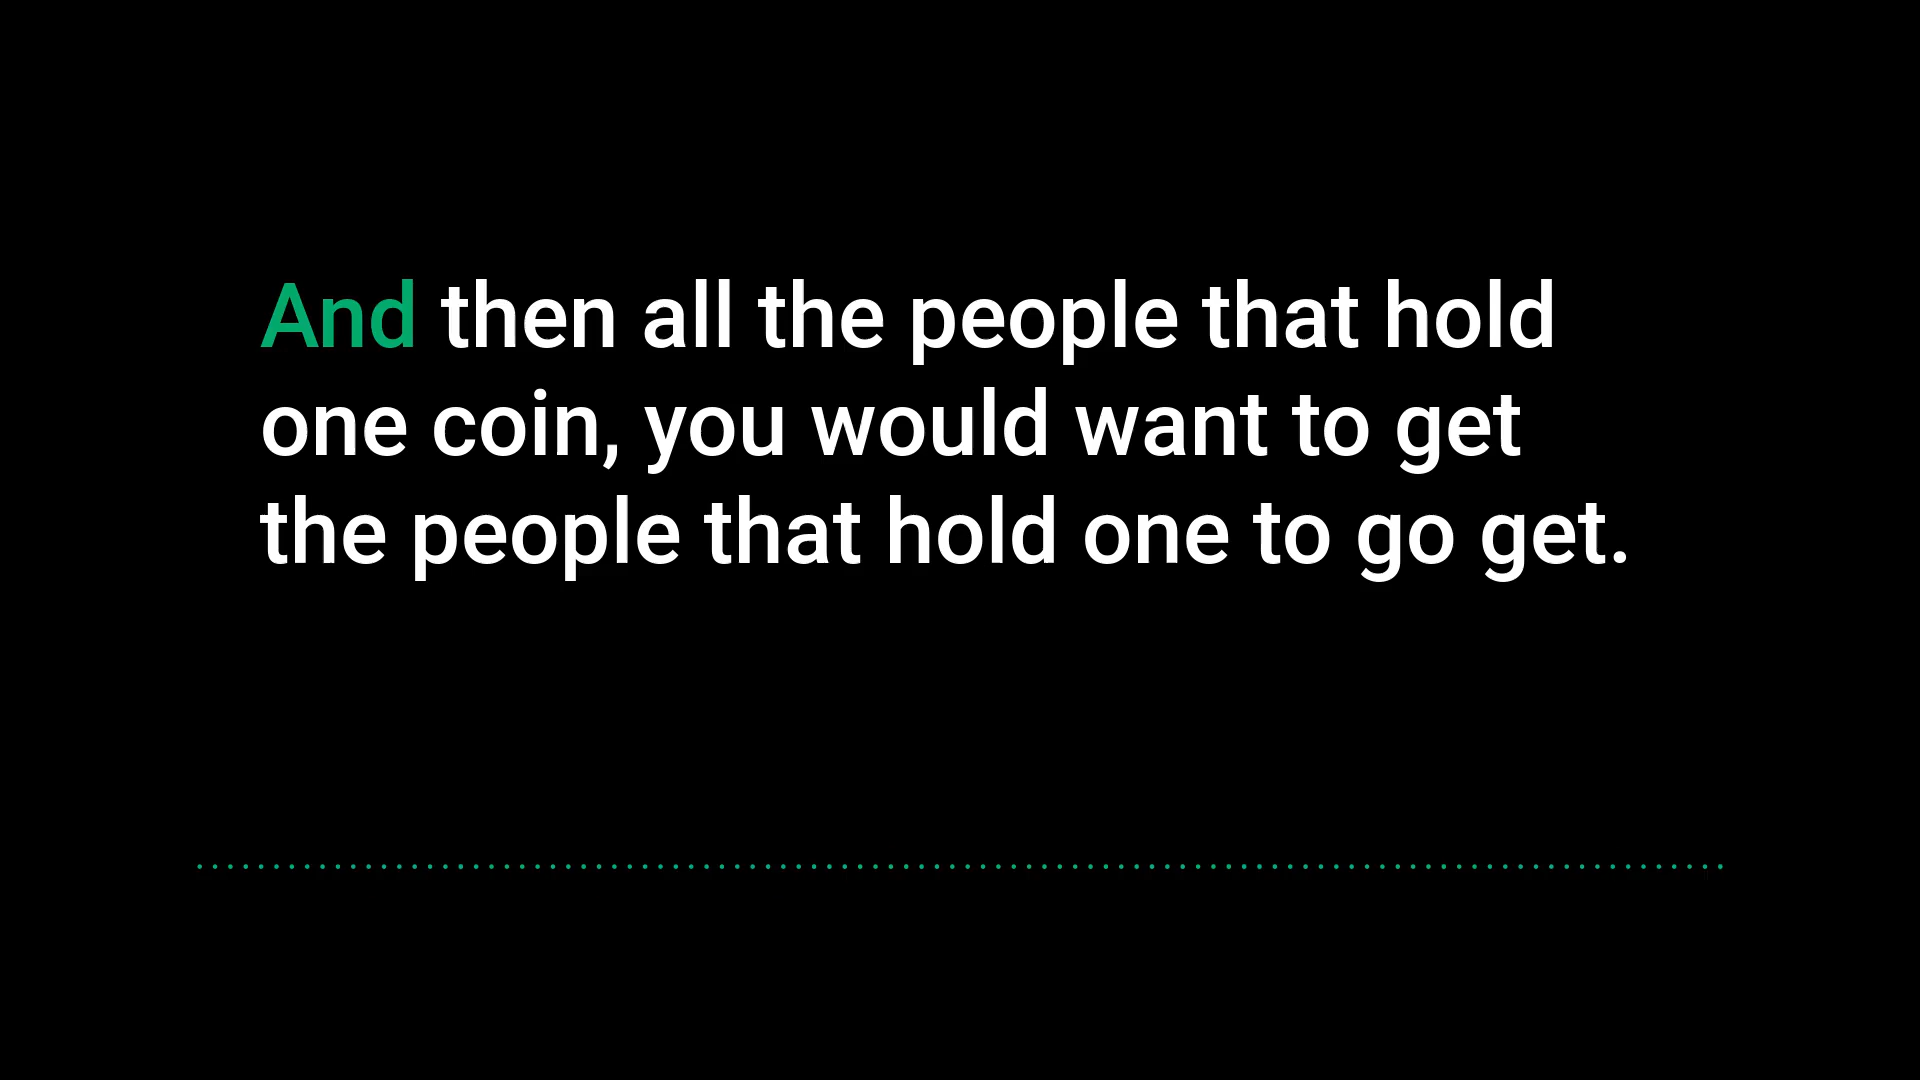 And then all the people that hold
one coin, you would want to get
the people that hold one to go get.